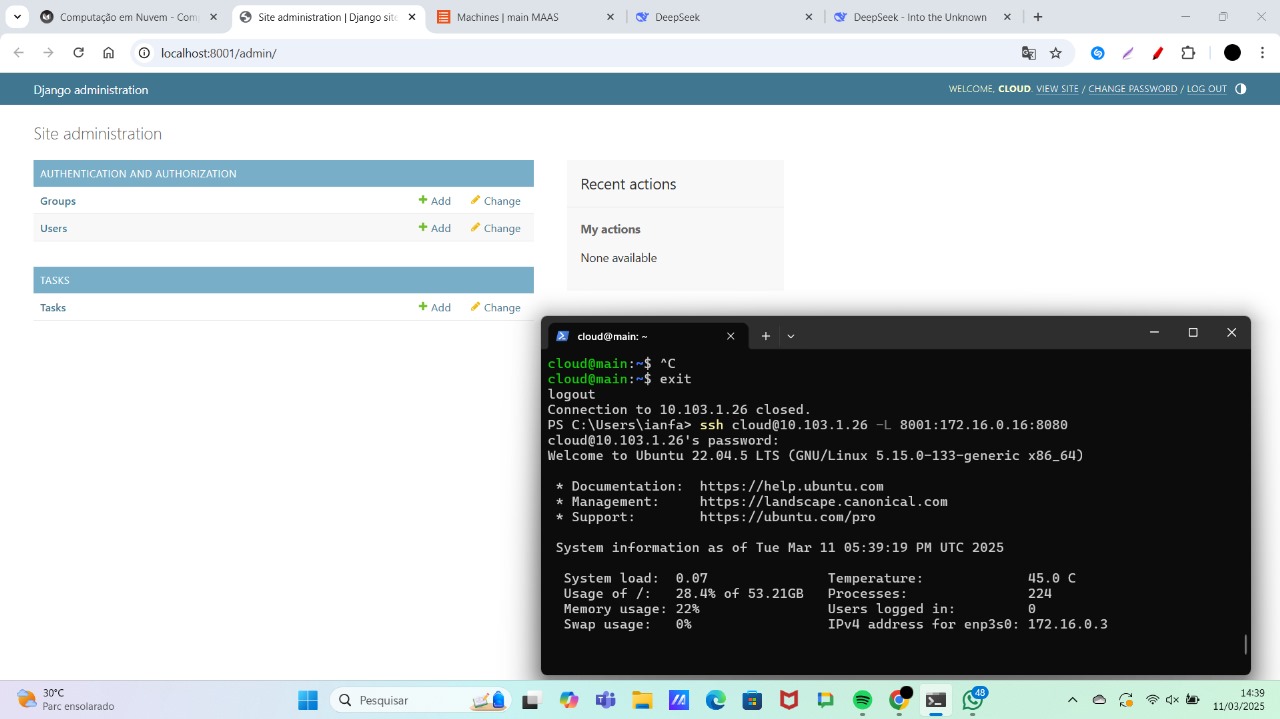 Computação em Nuvem | Comp
Site administration | Django site
Machines | main MAAS
DeepSeek
DeepSeek - Into the Unknown
localhost:8001/admin/
Django administration
WELCOME, CLOUD. VIEW SITE / CHANGE PASSWORD / LOG OUT
Site administration
AUTHENTICATION AND AUTHORIZATION
Groups Add Change
Users Add Change
TASKS
Tasks Add Change
Recent actions
My actions
None available
cloud@main: ~
cloud@main:~$ ^C
cloud@main:~$ exit
logout
Connection to 10.103.1.26 closed.
PS C:\Users\ianfa> ssh cloud@10.103.1.26 -L 8001:172.16.0.16:8080
cloud@10.103.1.26's password:
Welcome to Ubuntu 22.04.5 LTS (GNU/Linux 5.15.0-133-generic x86_64)
* Documentation: https://help.ubuntu.com
* Management: https://landscape.canonical.com
* Support: https://ubuntu.com/pro
System information as of Tue Mar 11 05:39:19 PM UTC 2025
System load: 0.07 Temperature: 45.0 C
Usage of /: 28.4% of 53.21GB Processes: 224
Memory usage: 22% Users logged in: 0
Swap usage: 0% IPv4 address for enp3s0: 172.16.0.3
30°C
Parc ensolarado
Pesquisar
48
14:39
11/03/2025